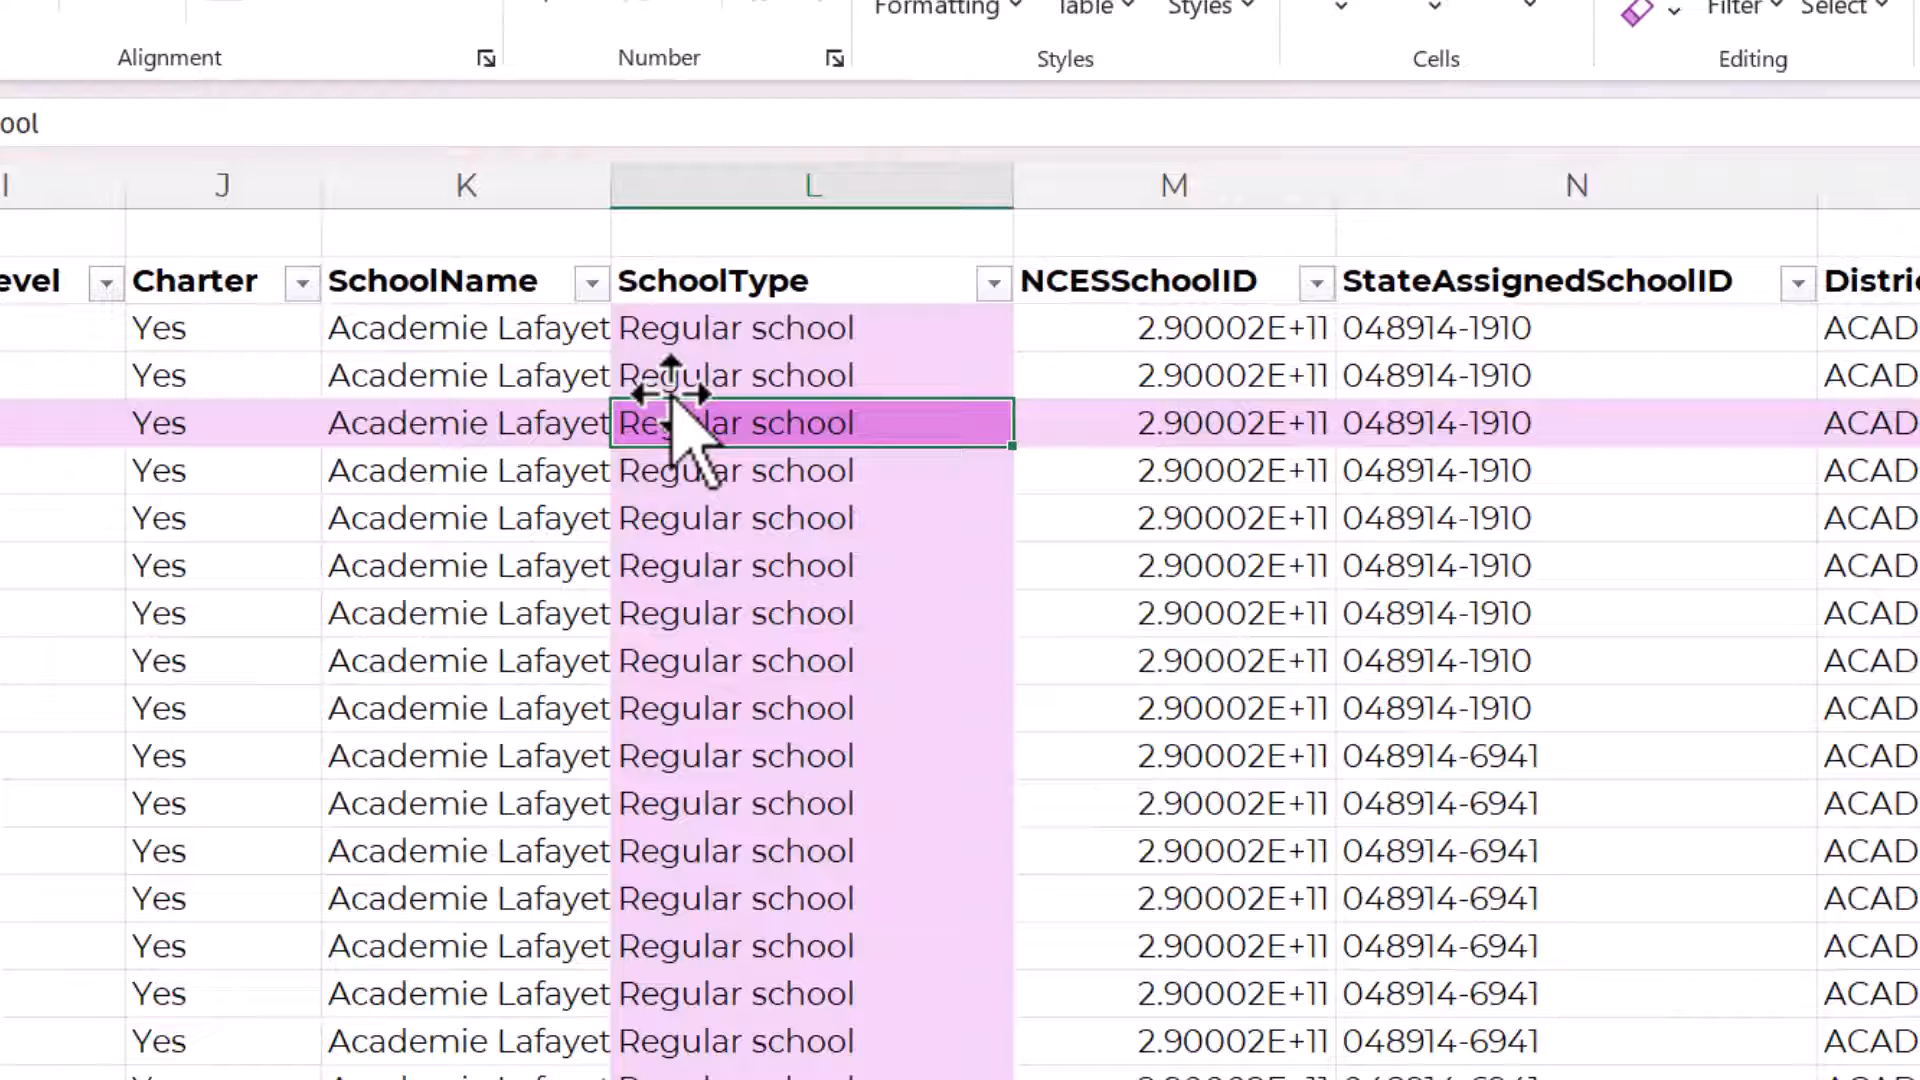 Formatting Table Styles Filter Select
Alignment Number Styles Cells Editing
ool
I J K L M N
evel Charter SchoolName SchoolType NCESSchoolID StateAssignedSchoolID Distric
Yes Academie Lafayet Regular school 2.90002E+11 048914-1910 ACAD
Yes Academie Lafayet Regular school 2.90002E+11 048914-1910 ACAD
Yes Academie Lafayet Regular school 2.90002E+11 048914-1910 ACAD
Yes Academie Lafayet Regular school 2.90002E+11 048914-1910 ACAD
Yes Academie Lafayet Regular school 2.90002E+11 048914-1910 ACAD
Yes Academie Lafayet Regular school 2.90002E+11 048914-1910 ACAD
Yes Academie Lafayet Regular school 2.90002E+11 048914-1910 ACAD
Yes Academie Lafayet Regular school 2.90002E+11 048914-1910 ACAD
Yes Academie Lafayet Regular school 2.90002E+11 048914-1910 ACAD
Yes Academie Lafayet Regular school 2.90002E+11 048914-6941 ACAD
Yes Academie Lafayet Regular school 2.90002E+11 048914-6941 ACAD
Yes Academie Lafayet Regular school 2.90002E+11 048914-6941 ACAD
Yes Academie Lafayet Regular school 2.90002E+11 048914-6941 ACAD
Yes Academie Lafayet Regular school 2.90002E+11 048914-6941 ACAD
Yes Academie Lafayet Regular school 2.90002E+11 048914-6941 ACAD
Yes Academie Lafayet Regular school 2.90002E+11 048914-6941 ACAD